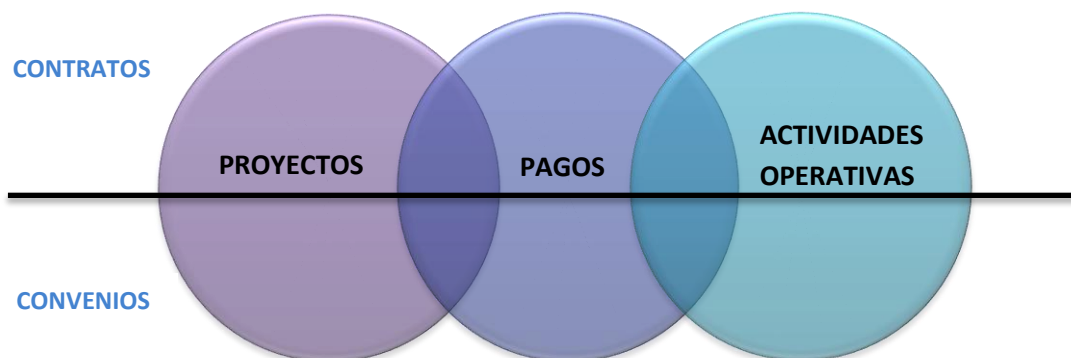 CONTRATOS
PROYECTOS
PAGOS
ACTIVIDADES
OPERATIVAS
CONVENIOS